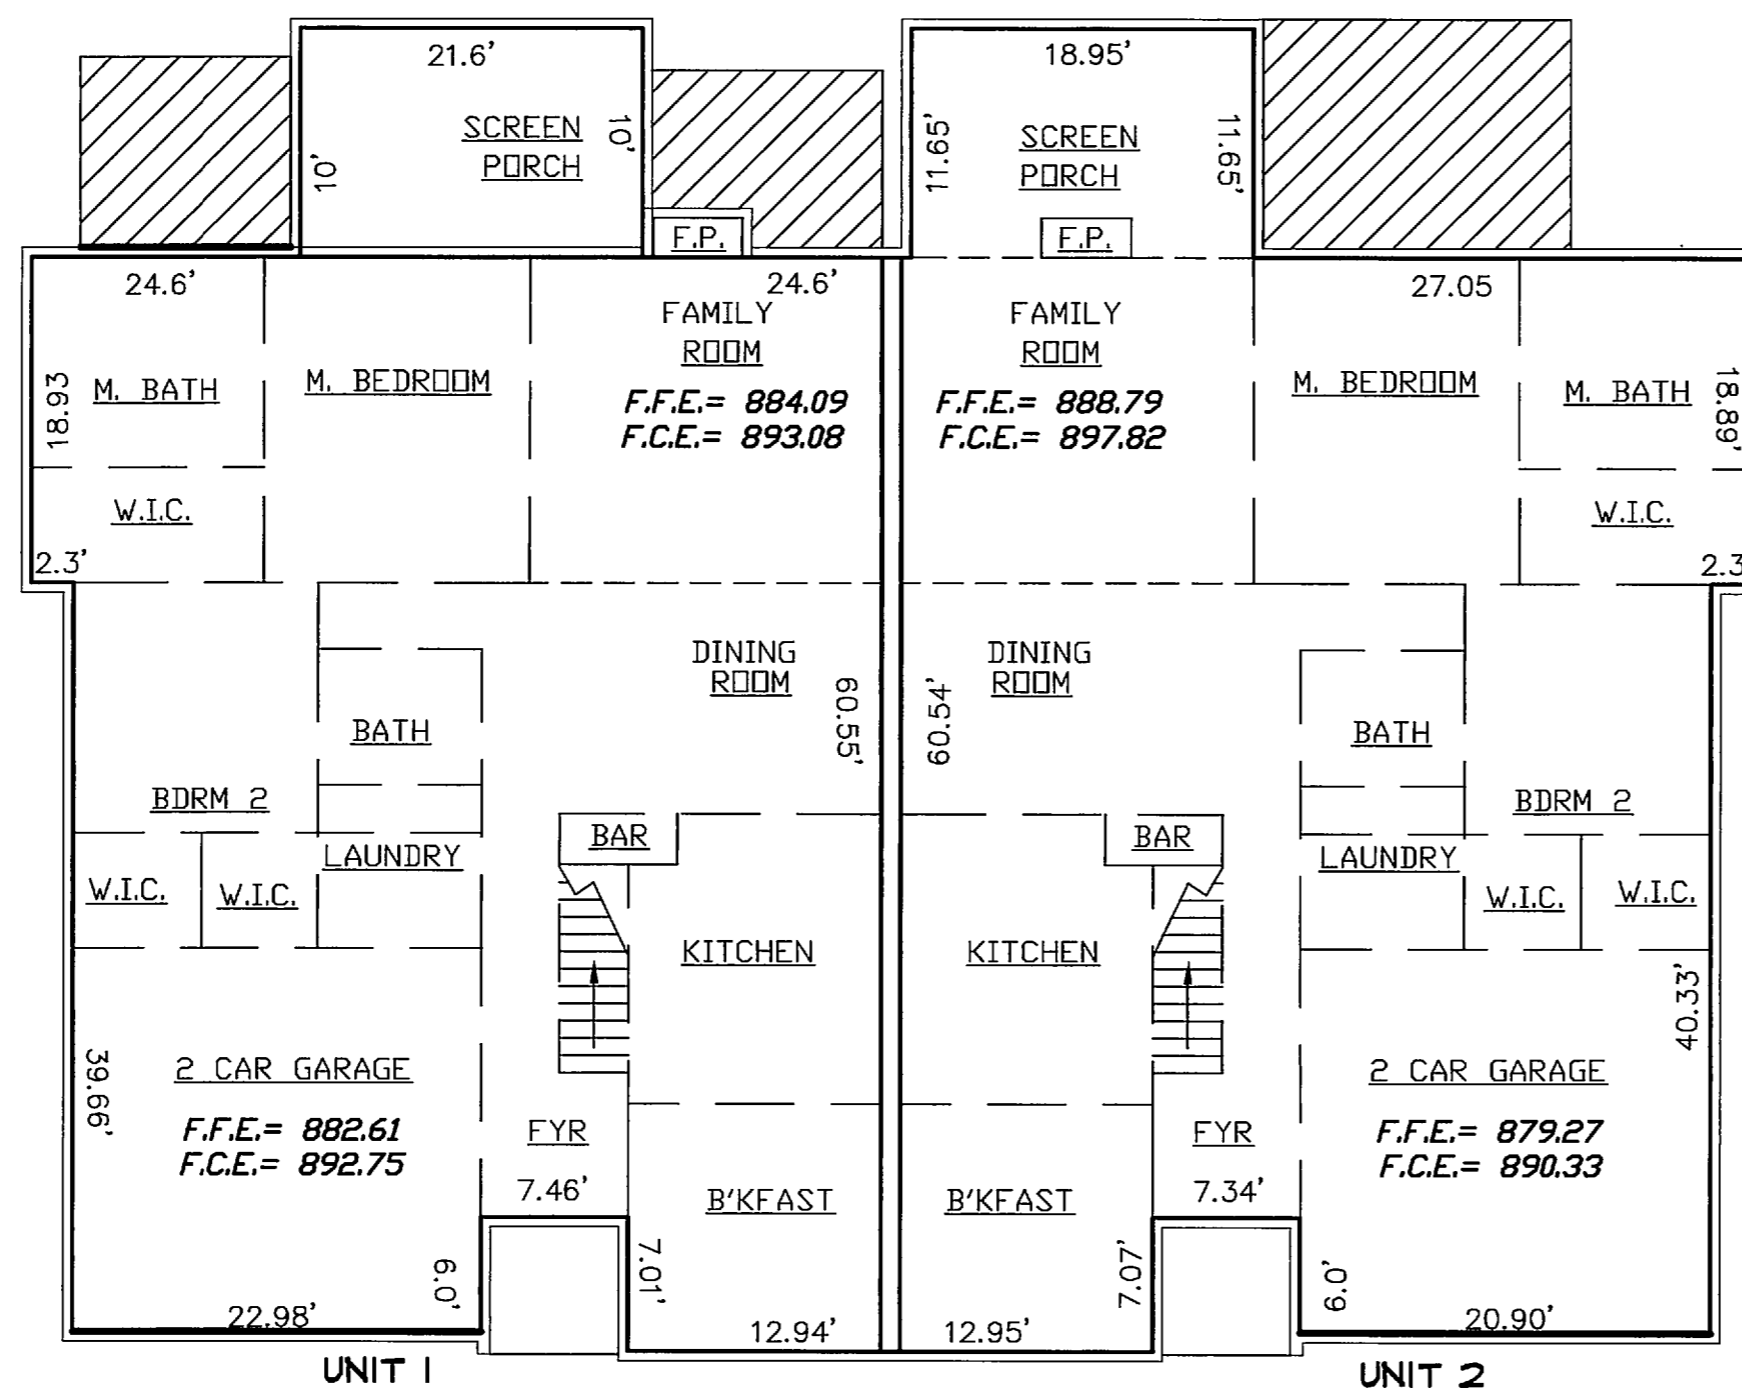 21.6'
SCREEN
PORCH
10'
10'
F.P.
18.95'
SCREEN
PORCH
11.65'
11.65'
F.P.
24.6'
24.6'
FAMILY
ROOM
F.F.E.= 884.09
F.C.E.= 893.08
M. BATH
M. BEDROOM
18.93
W.I.C.
2.3'
FAMILY
ROOM
F.F.E.= 888.79
F.C.E.= 897.82
27.05
M. BEDROOM
M. BATH
18.89'
W.I.C.
2.3
DINING
ROOM
60.55'
BATH
BDRM 2
LAUNDRY
BAR
W.I.C.
W.I.C.
KITCHEN
DINING
ROOM
60.54'
BATH
BDRM 2
BAR
LAUNDRY
W.I.C.
W.I.C.
KITCHEN
40.33'
39.66'
2 CAR GARAGE
F.F.E.= 882.61
F.C.E.= 892.75
FYR
7.46'
B'KFAST
6.0'
7.01'
22.98'
12.94'
UNIT 1
2 CAR GARAGE
F.F.E.= 879.27
F.C.E.= 890.33
FYR
7.34'
B'KFAST
7.07'
6.0'
12.95'
20.90'
UNIT 2